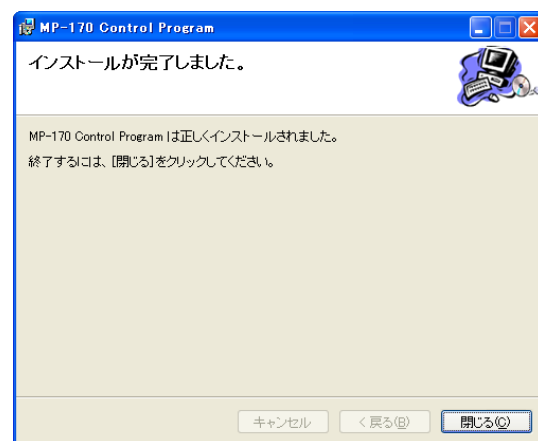 MP-170 Control Program
インストールが完了しました。
MP-170 Control Program は正しくインストールされました。
終了するには、[閉じる]をクリックしてください。
キャンセル
< 戻る(B)
閉じる(C)